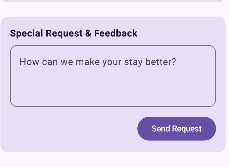 Special Request & Feedback
How can we make your stay better?
Send Request